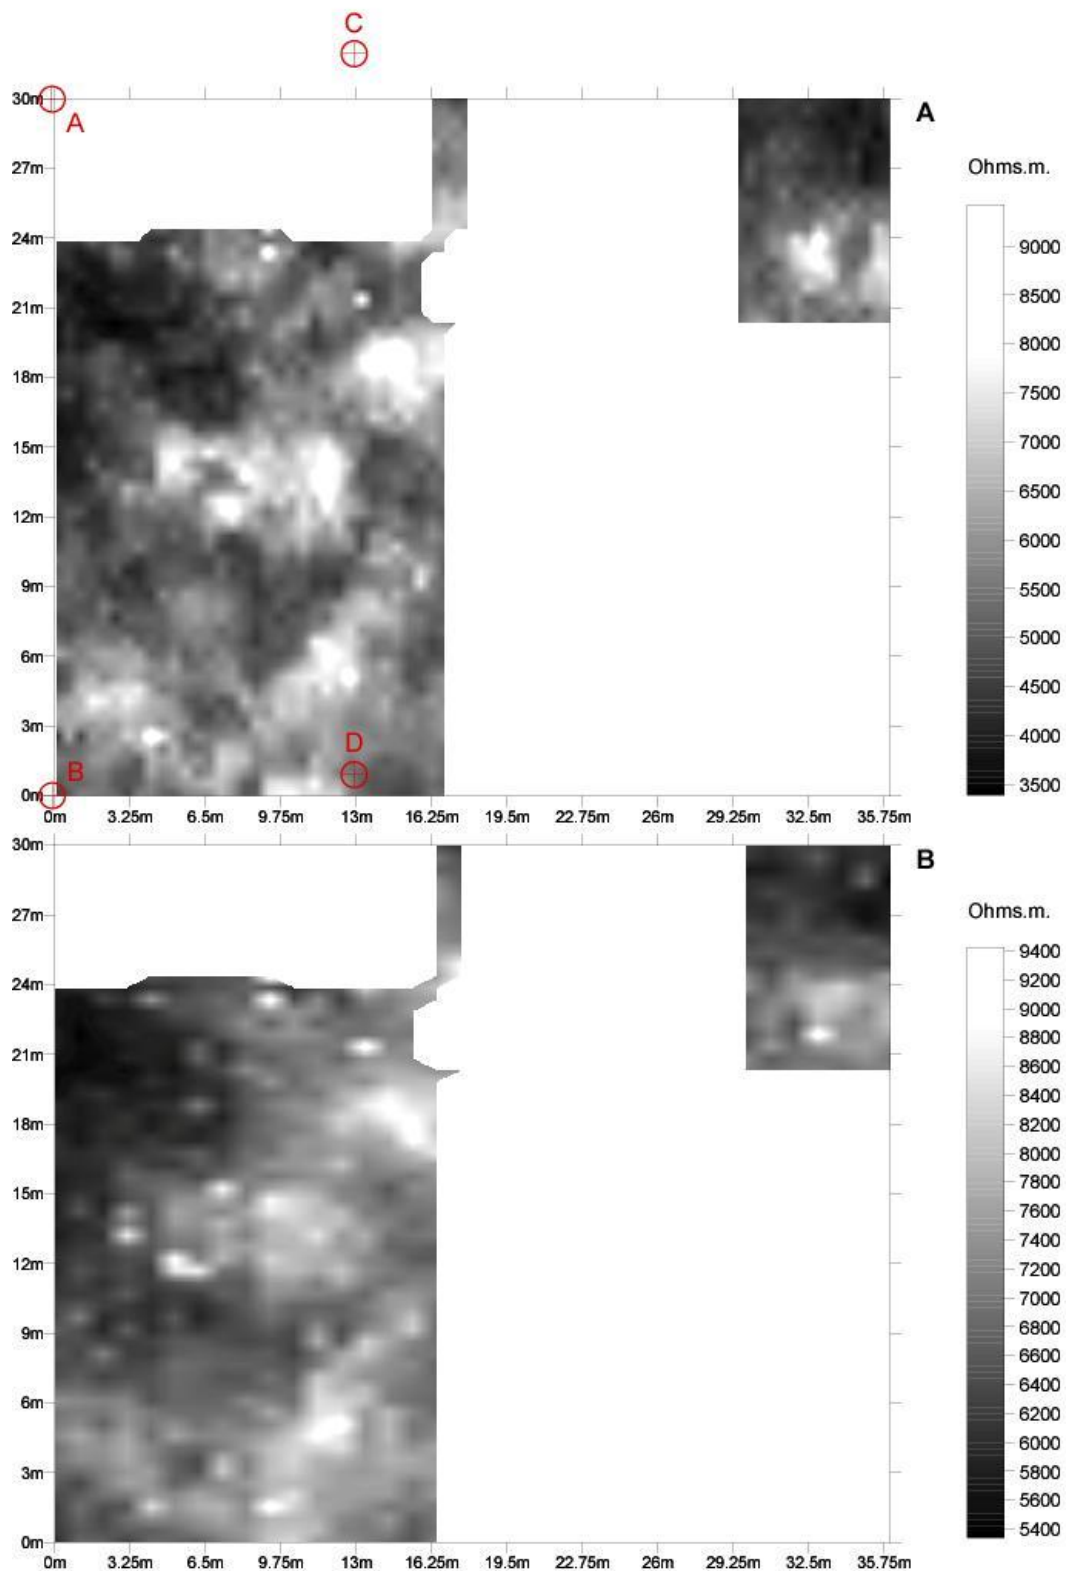 C
30m
A
A
Ohms.m.
27m
24m
21m
18m
15m
12m
9m
6m
3m
0m
B
D
9000
8500
8000
7500
7000
6500
6000
5500
5000
4500
4000
3500
0m 3.25m 6.5m 9.75m 13m 16.25m 19.5m 22.75m 26m 29.25m 32.5m 35.75m
30m
B
Ohms.m.
27m
24m
21m
18m
15m
12m
9m
6m
3m
0m
9400
9200
9000
8800
8600
8400
8200
8000
7800
7600
7400
7200
7000
6800
6600
6400
6200
6000
5800
5600
5400
0m 3.25m 6.5m 9.75m 13m 16.25m 19.5m 22.75m 26m 29.25m 32.5m 35.75m